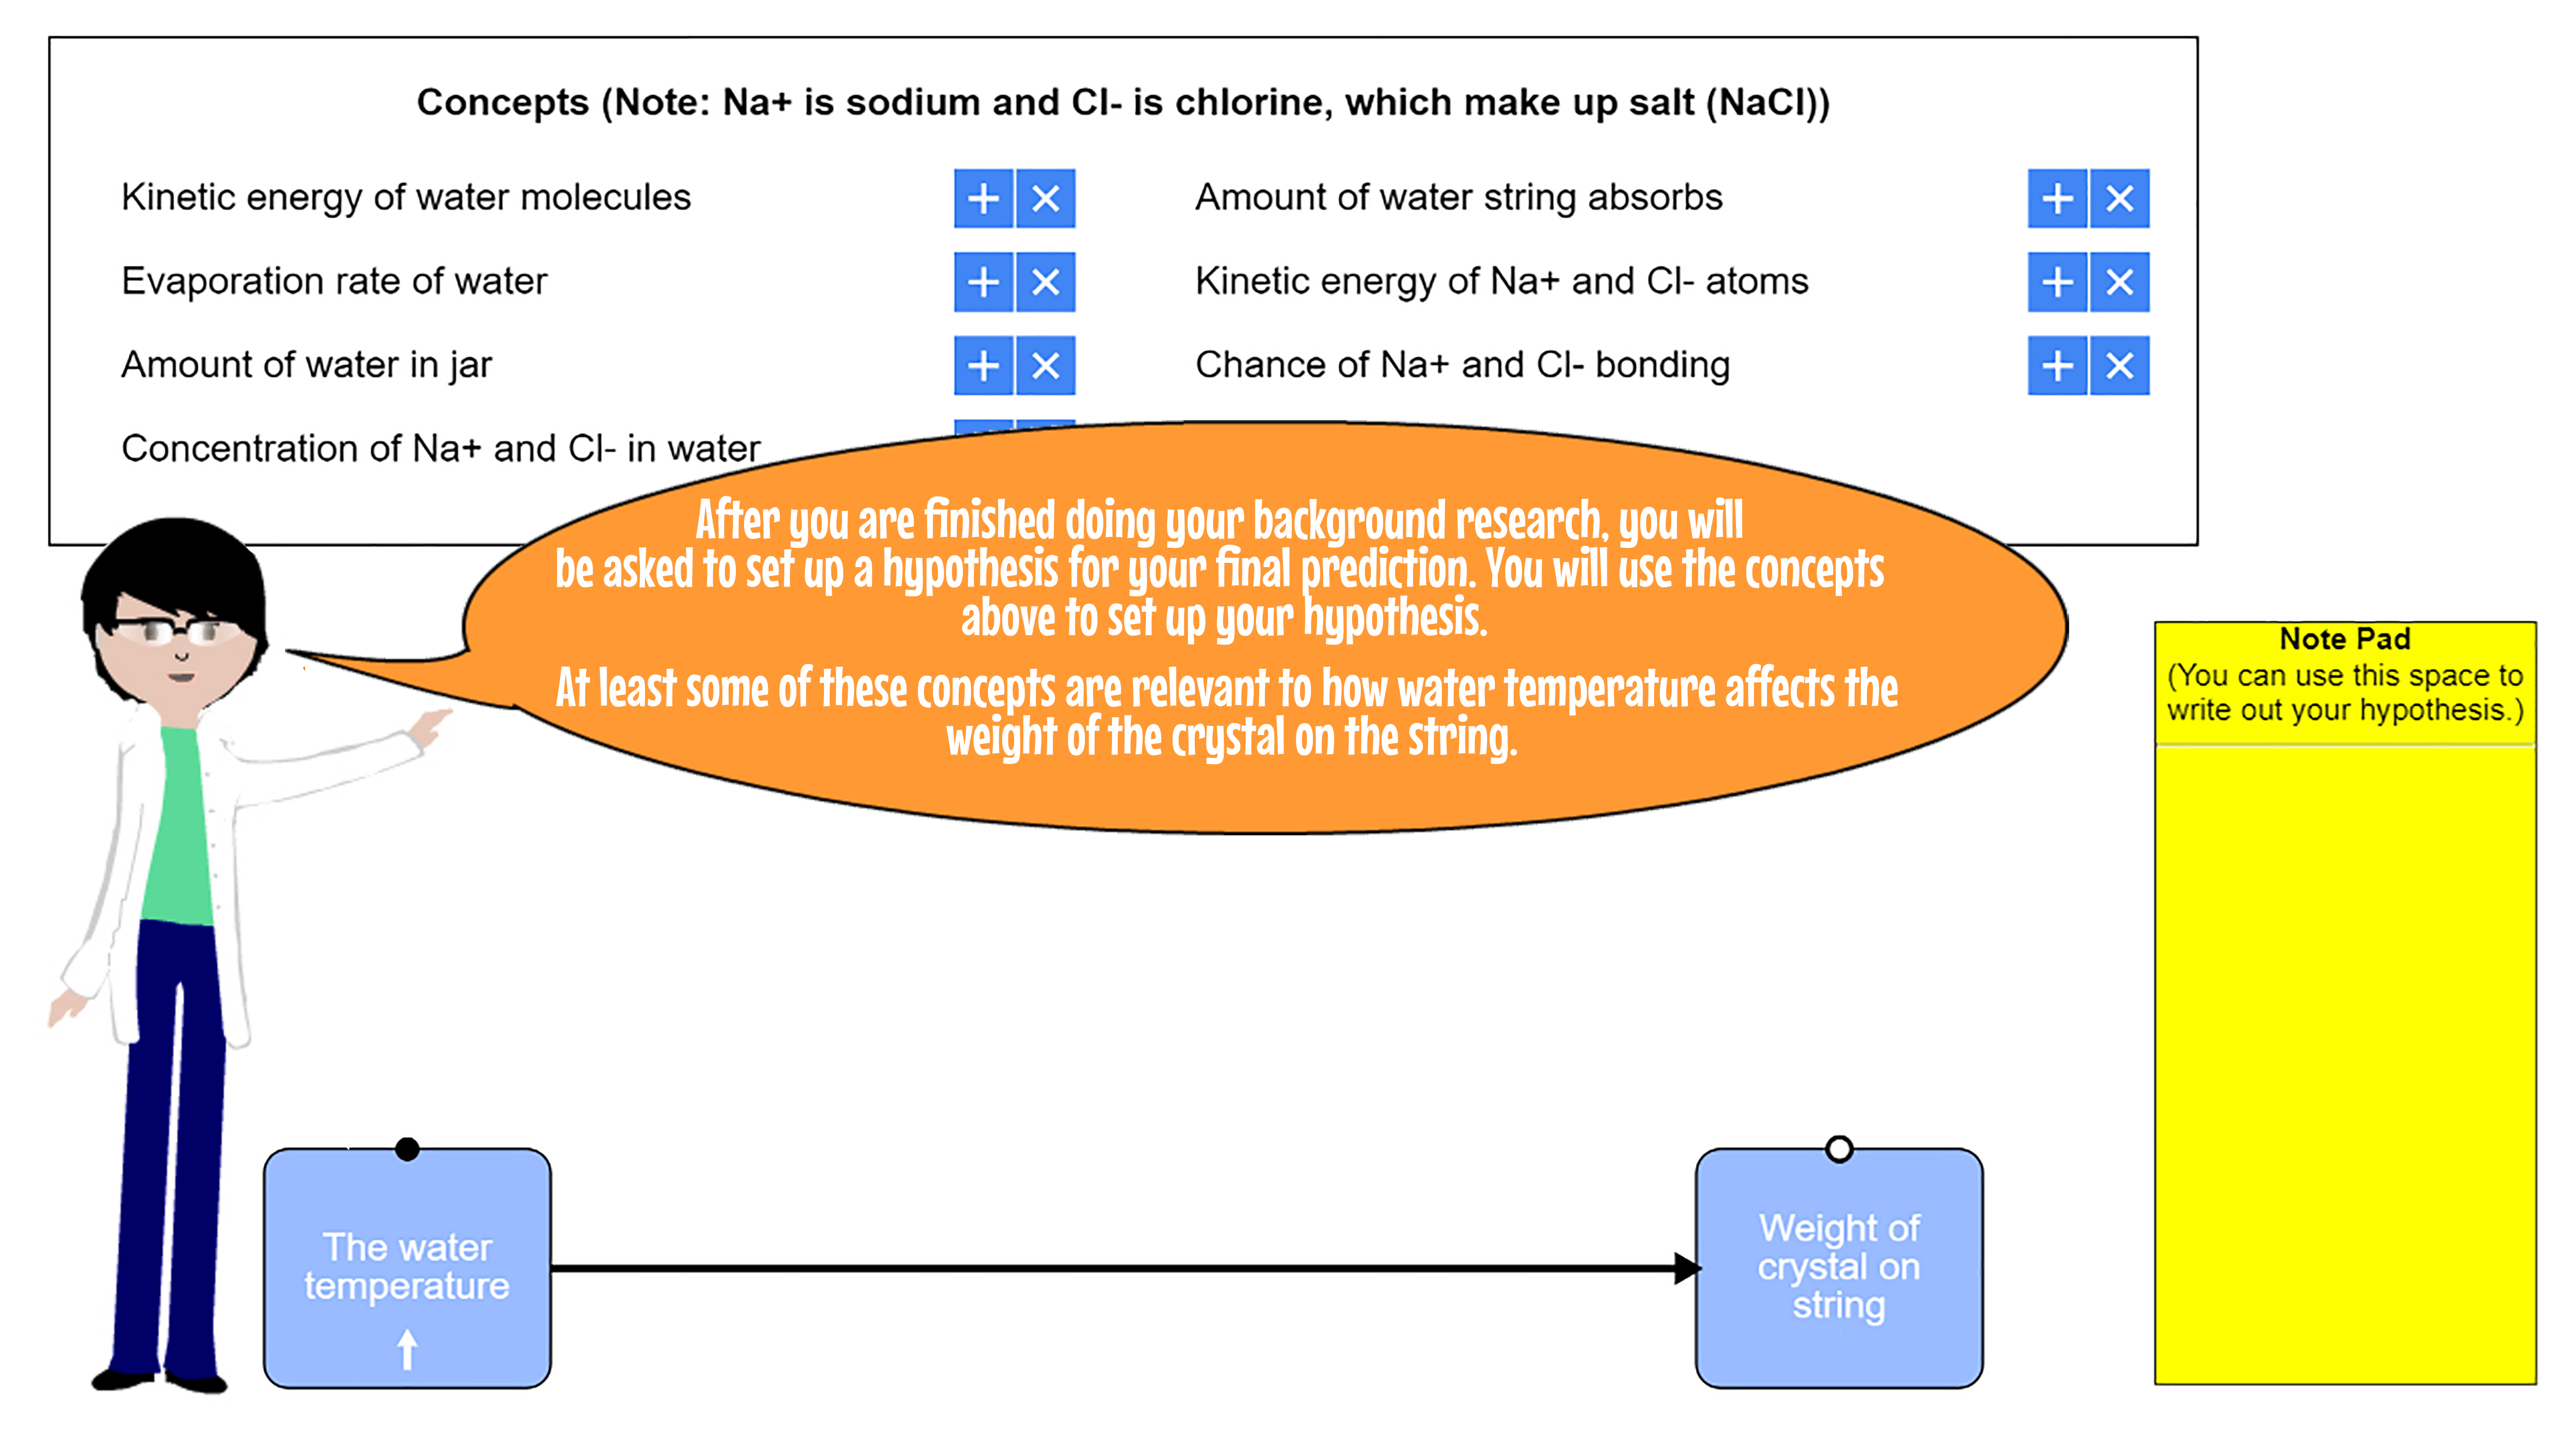 Concepts (Note: Na+ is sodium and Cl- is chlorine, which make up salt (NaCl))
Kinetic energy of water molecules
Evaporation rate of water
Amount of water in jar
Concentration of Na+ and Cl- in water
Amount of water string absorbs
Kinetic energy of Na+ and Cl- atoms
Chance of Na+ and Cl- bonding
After you are finished doing your background research, you will
be asked to set up a hypothesis for your final prediction. You will use the concepts
above to set up your hypothesis.
At least some of these concepts are relevant to how water temperature affects the
weight of the crystal on the string.
Note Pad
(You can use this space to
write out your hypothesis.)
The water
temperature
Weight of
crystal on
string